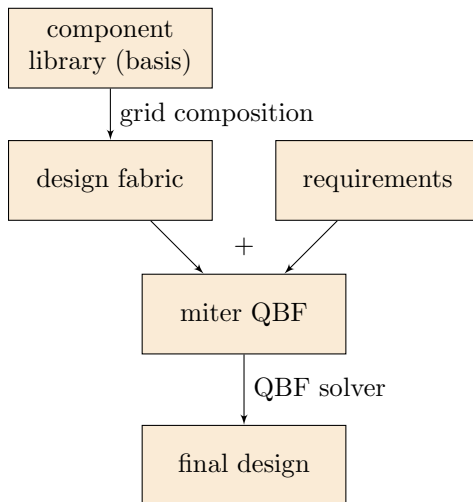 component
library (basis)
grid composition
design fabric
requirements
+
miter QBF
QBF solver
final design